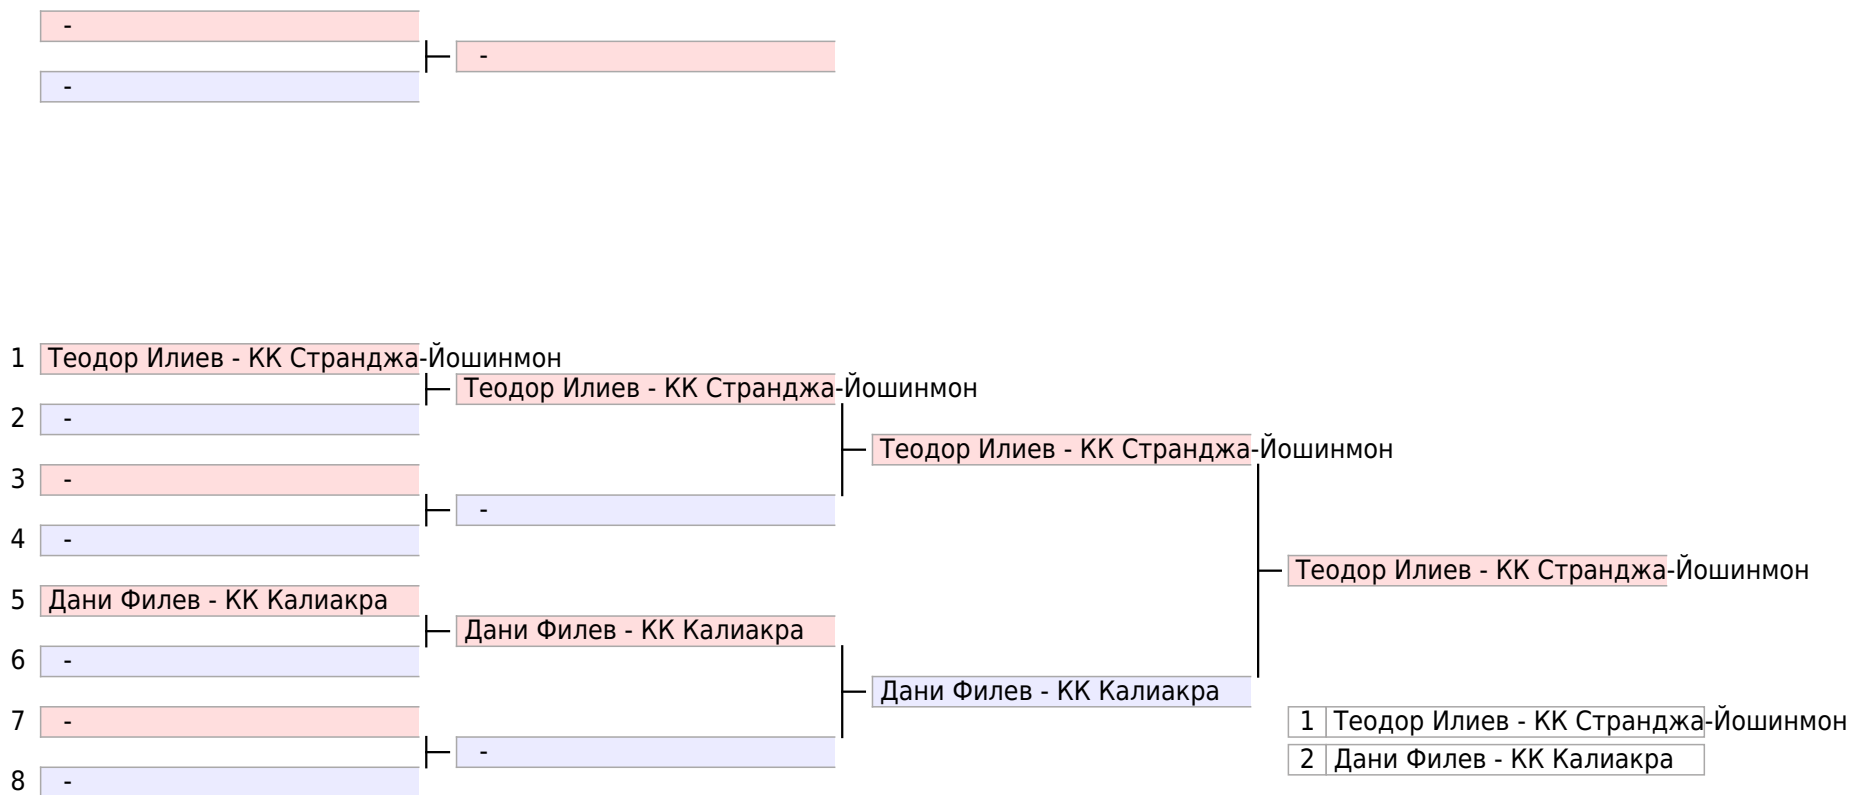 -
-
-
1 Теодор Илиев - КК Странджа-Йошинмон
Теодор Илиев - КК Странджа-Йошинмон
2 -
Теодор Илиев - КК Странджа-Йошинмон
3 -
-
4 -
Теодор Илиев - КК Странджа-Йошинмон
5 Дани Филев - КК Калиакра
Дани Филев - КК Калиакра
6 -
Дани Филев - КК Калиакра
7 -
1 Теодор Илиев - КК Странджа-Йошинмон
-
2 Дани Филев - КК Калиакра
8 -